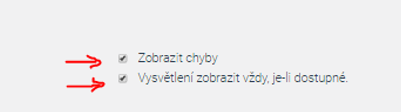 Zobrazit chyby
Vysvětlení zobrazit vždy, je-li dostupné.